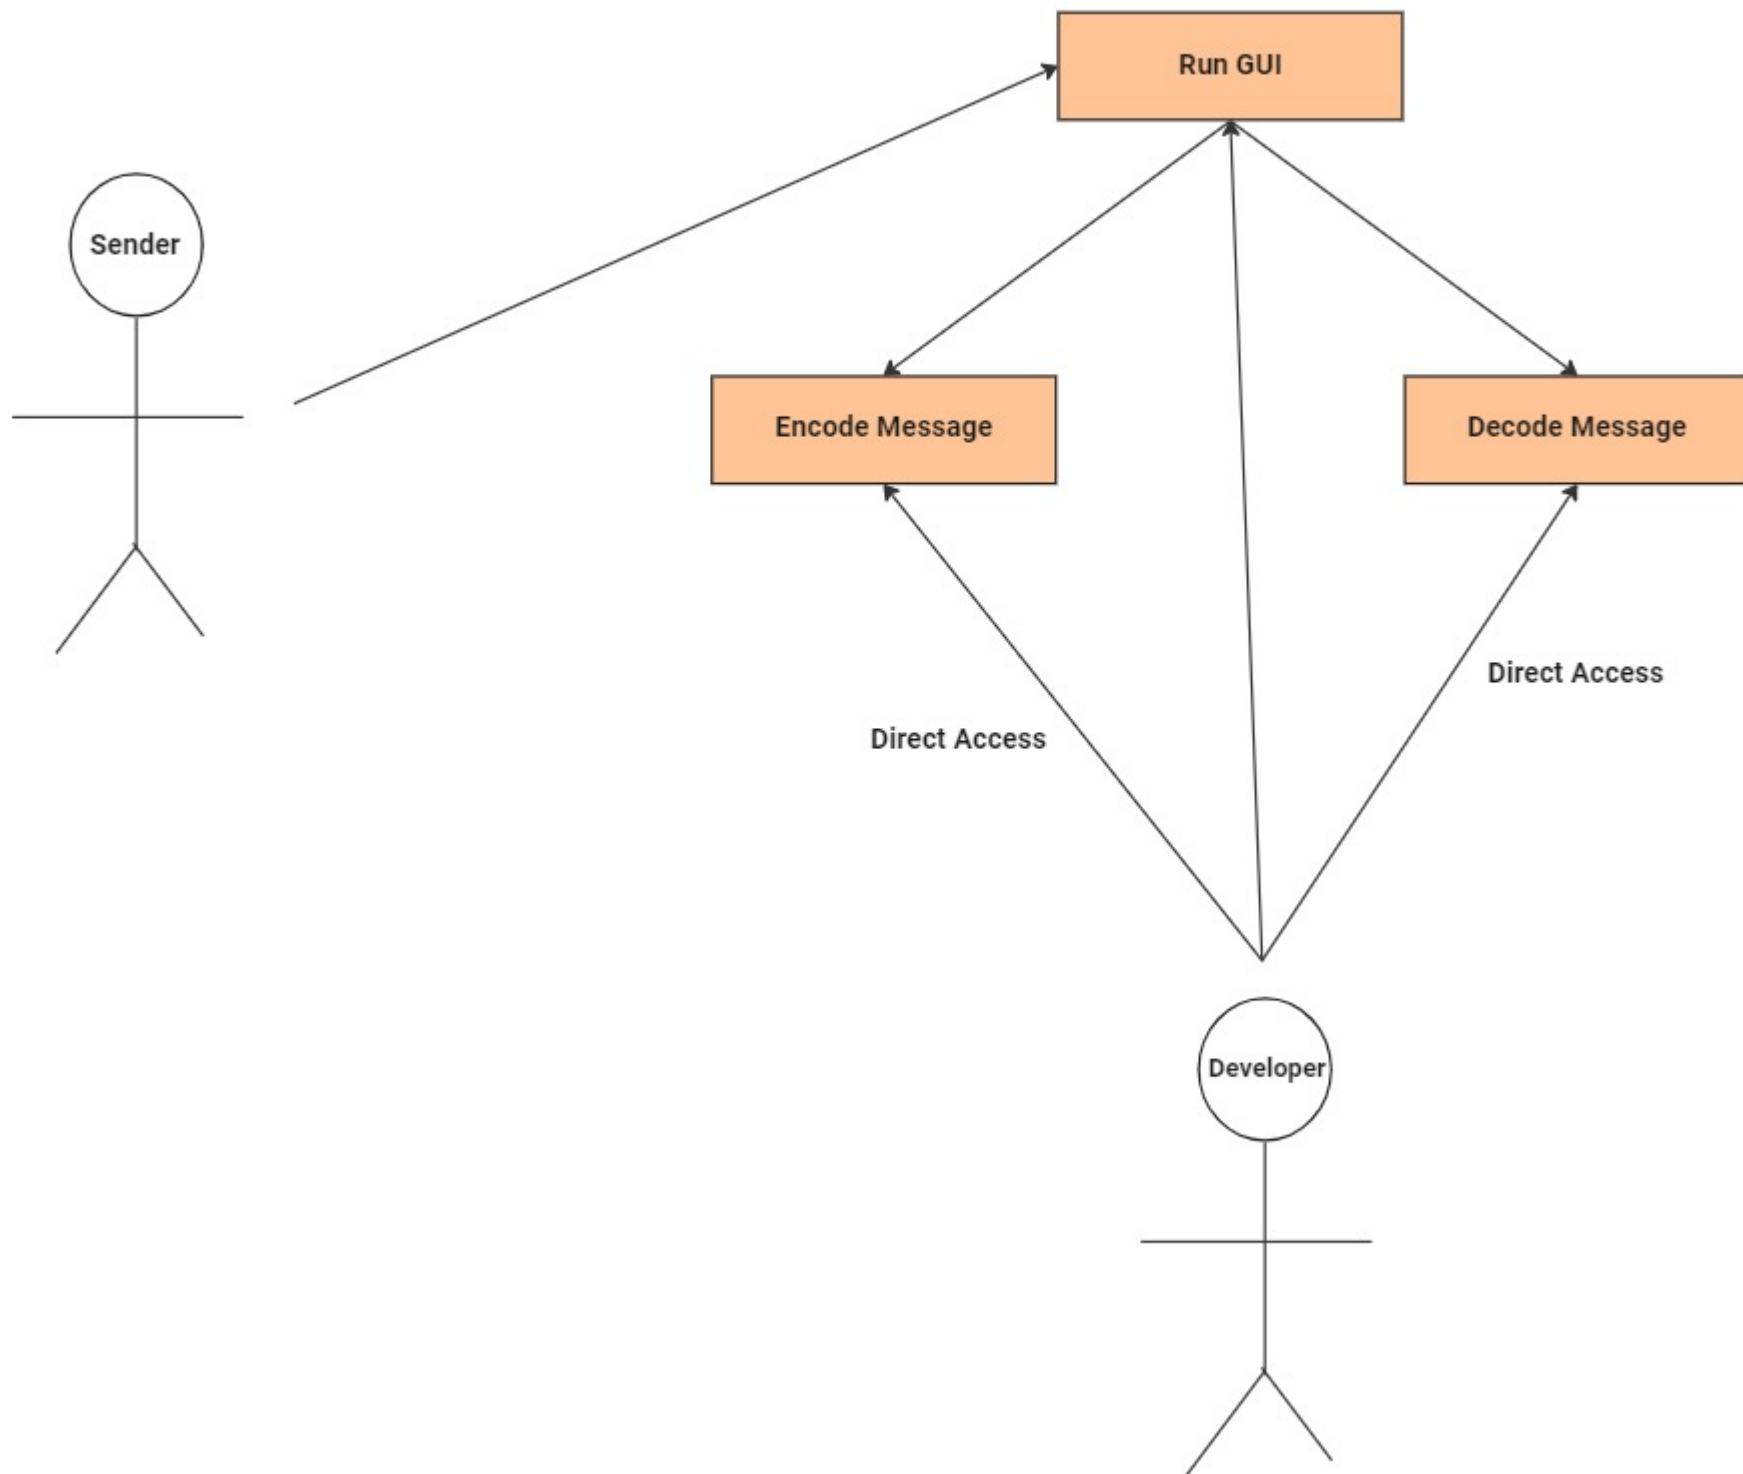 Run GUI
Sender
Encode Message
Decode Message
Direct Access
Direct Access
Developer